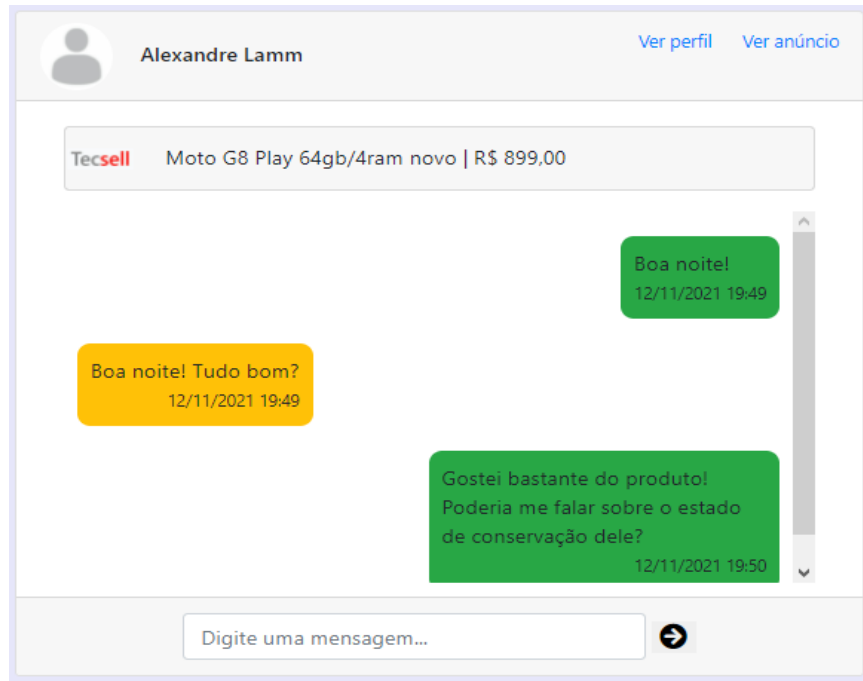 Alexandre Lamm
Ver perfil
Ver anúncio
Tecsell
Moto G8 Play 64gb/4ram novo | R$ 899,00
Boa noite!
12/11/2021 19:49
Boa noite! Tudo bom?
12/11/2021 19:49
Gostei bastante do produto!
Poderia me falar sobre o estado
de conservação dele?
12/11/2021 19:50
Digite uma mensagem...